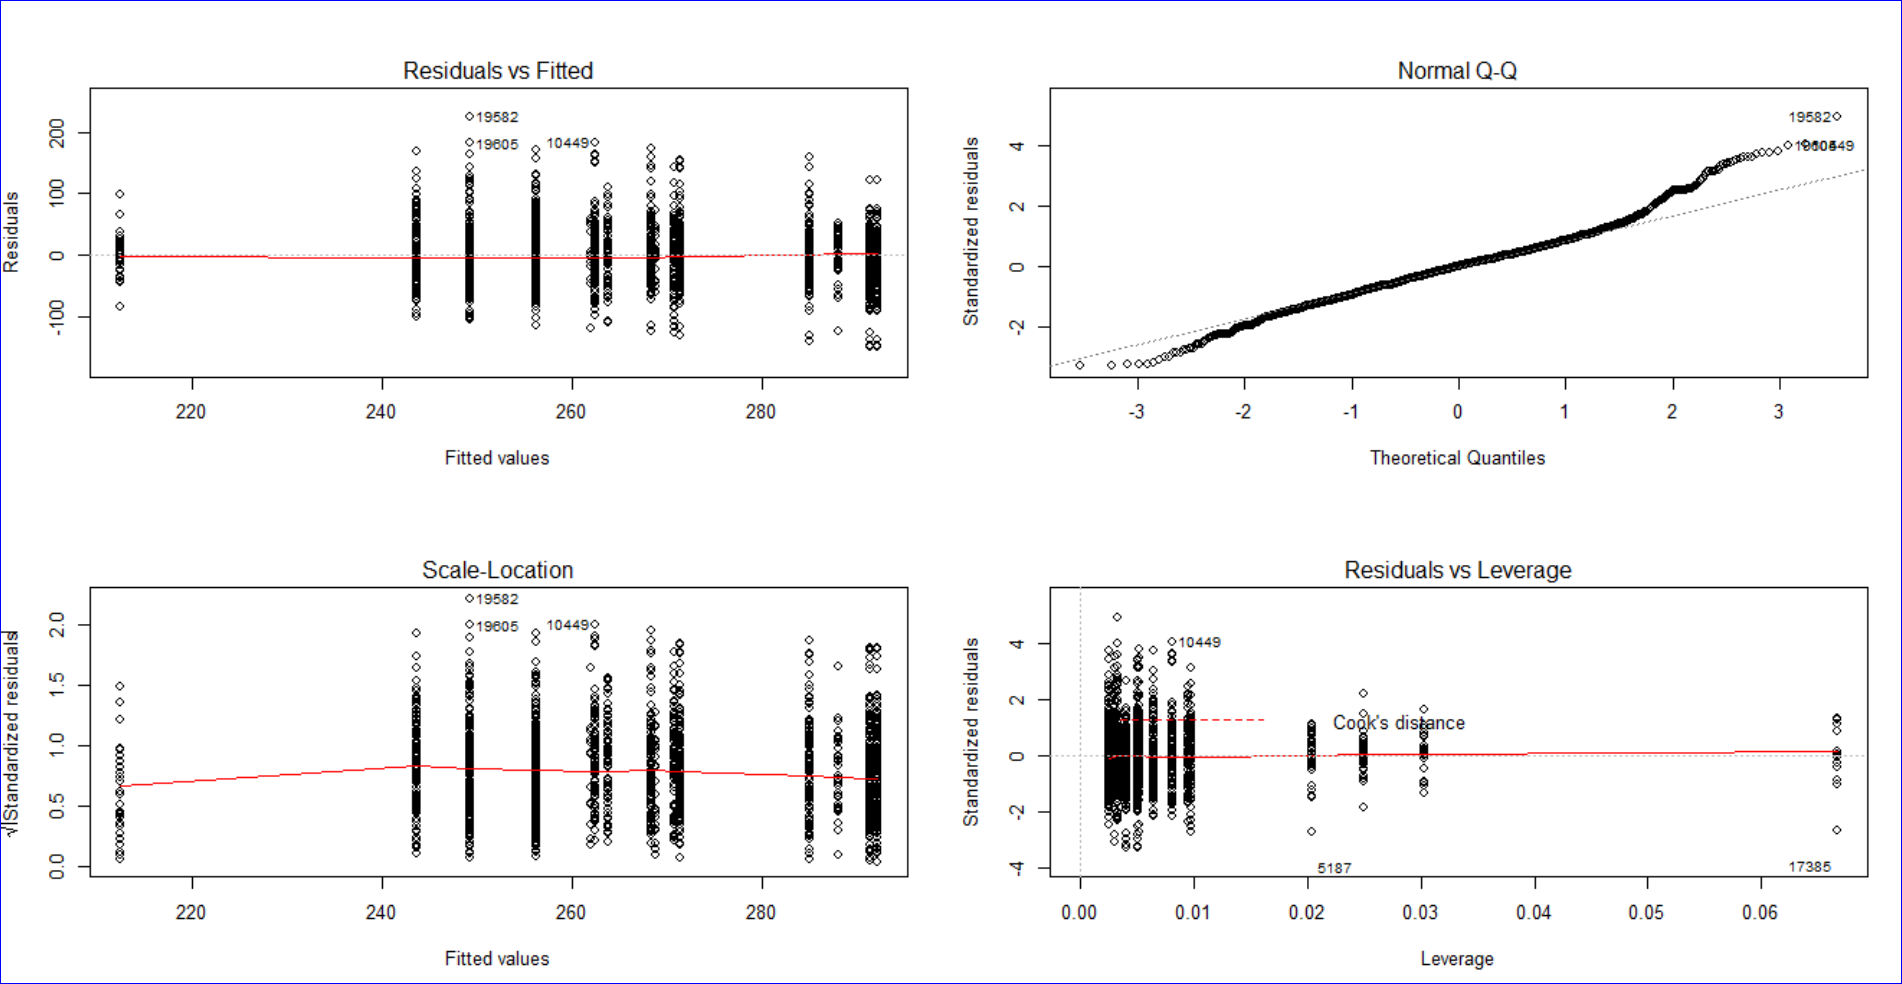 Residuals vs Fitted
Residuals
-100 0 100 200
19582
19605
10449
220 240 260 280
Fitted values
Normal Q-Q
Standardized residuals
-2 0 2 4
19582
10449
-3 -2 -1 0 1 2 3
Theoretical Quantiles
Scale-Location
√|Standardized residuals|
0.0 0.5 1.0 1.5 2.0
19582
19605
10449
220 240 260 280
Fitted values
Residuals vs Leverage
Standardized residuals
-4 -2 0 2 4
10449
Cook's distance
5187
17385
0.00 0.01 0.02 0.03 0.04 0.05 0.06
Leverage